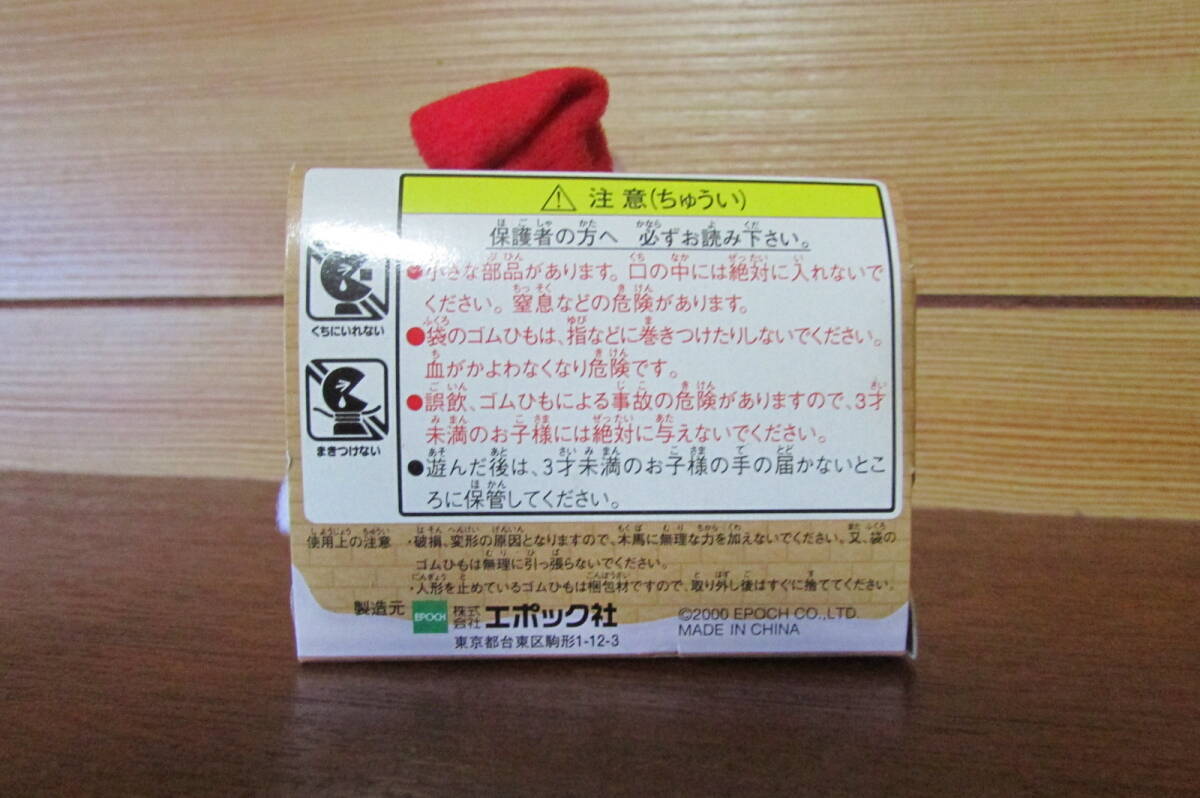 注意(ちゅうい)
保護者の方へ 必ずお読み下さい。
●小さな部品があります。口の中には絶対に入れないで
ください。窒息などの危険があります。
●袋のゴムひもは、指などに巻きつけたりしないでください。
血がかよわなくなり危険です。
●誤飲、ゴムひもによる事故の危険がありますので、3才
未満のお子様には絶対に与えないでください。
●遊んだ後は、3才未満のお子様の手の届かないとこ
ろに保管してください。
くちにいれない
まきつけない
使用上の注意 ・破損、変形の原因となりますので、木馬に無理な力を加えないでください。又、袋の
ゴムひもは無理に引っ張らないでください。
・人形を止めているゴムひもは梱包材ですので、取り外し後はすぐに捨ててください。
製造元 EPOCH 株式会社 エポック社
東京都台東区駒形1-12-3
©2000 EPOCH CO.,LTD.
MADE IN CHINA